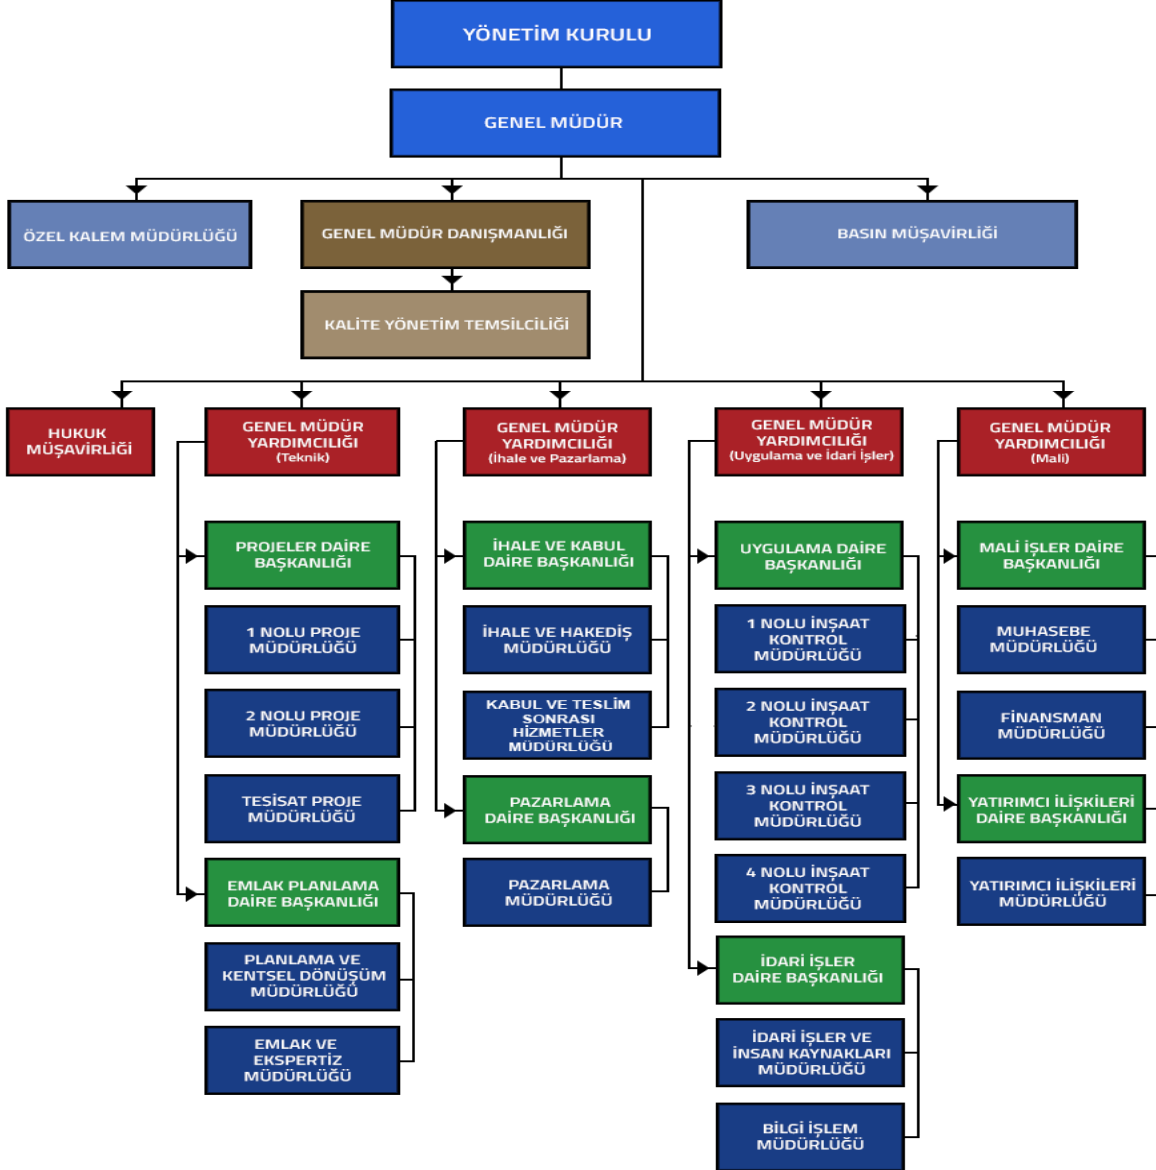 YÖNETİM KURULU
GENEL MÜDÜR
ÖZEL KALEM MÜDÜRLÜĞÜ
GENEL MÜDÜR DANIŞMANLIĞI
BASIN MÜŞAVİRLİĞİ
KALİTE YÖNETİM TEMSİLCİLİĞİ
HUKUK
MÜŞAVİRLİĞİ
GENEL MÜDÜR
YARDIMCILIĞI
(Teknik)
PROJELER DAİRE
BAŞKANLIĞI
1 NOLU PROJE
MÜDÜRLÜĞÜ
2 NOLU PROJE
MÜDÜRLÜĞÜ
TESİSAT PROJE
MÜDÜRLÜĞÜ
EMLAK PLANLAMA
DAİRE BAŞKANLIĞI
PLANLAMA VE
KENTSEL DÖNÜŞÜM
MÜDÜRLÜĞÜ
EMLAK VE
EKSPERTİZ
MÜDÜRLÜĞÜ
GENEL MÜDÜR
YARDIMCILIĞI
(İhale ve Pazarlama)
İHALE VE KABUL
DAİRE BAŞKANLIĞI
İHALE VE HAKEDİŞ
MÜDÜRLÜĞÜ
KABUL VE TESLİM
SONRASI
HİZMETLER
MÜDÜRLÜĞÜ
PAZARLAMA
DAİRE BAŞKANLIĞI
PAZARLAMA
MÜDÜRLÜĞÜ
GENEL MÜDÜR
YARDIMCILIĞI
(Uygulama ve İdari İşler)
UYGULAMA DAİRE
BAŞKANLIĞI
1 NOLU İNŞAAT
KONTROL
MÜDÜRLÜĞÜ
2 NOLU İNŞAAT
KONTROL
MÜDÜRLÜĞÜ
3 NOLU İNŞAAT
KONTROL
MÜDÜRLÜĞÜ
4 NOLU İNŞAAT
KONTROL
MÜDÜRLÜĞÜ
İDARİ İŞLER
DAİRE BAŞKANLIĞI
İDARİ İŞLER VE
İNSAN KAYNAKLARI
MÜDÜRLÜĞÜ
BİLGİ İŞLEM
MÜDÜRLÜĞÜ
GENEL MÜDÜR
YARDIMCILIĞI
(Mali)
MALİ İŞLER DAİRE
BAŞKANLIĞI
MUHASEBE
MÜDÜRLÜĞÜ
FİNANSMAN
MÜDÜRLÜĞÜ
YATIRIMCI İLİŞKİLERİ
DAİRE BAŞKANLIĞI
YATIRIMCI İLİŞKİLERİ
MÜDÜRLÜĞÜ